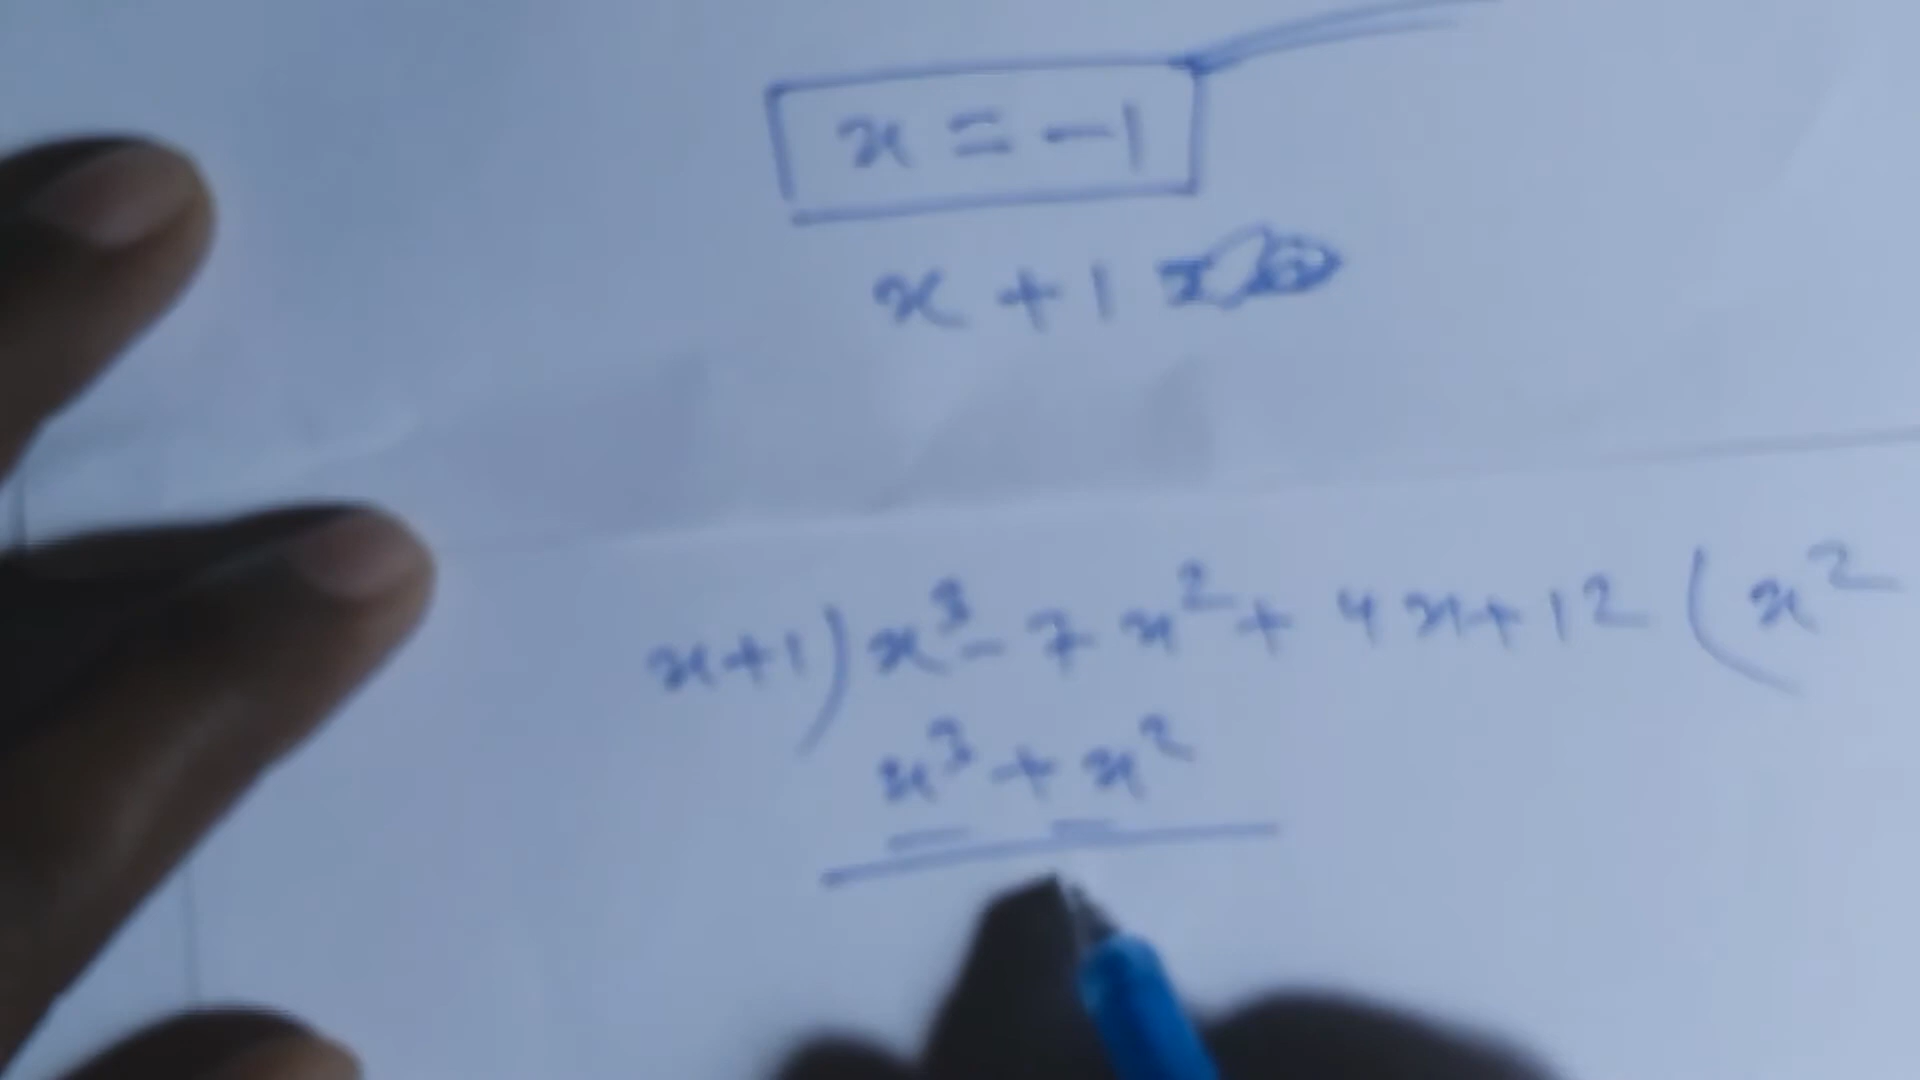 x = -1
x + 1
x+1) x³ - 7x² + 4x + 12 (x²
x³ + x²
— —